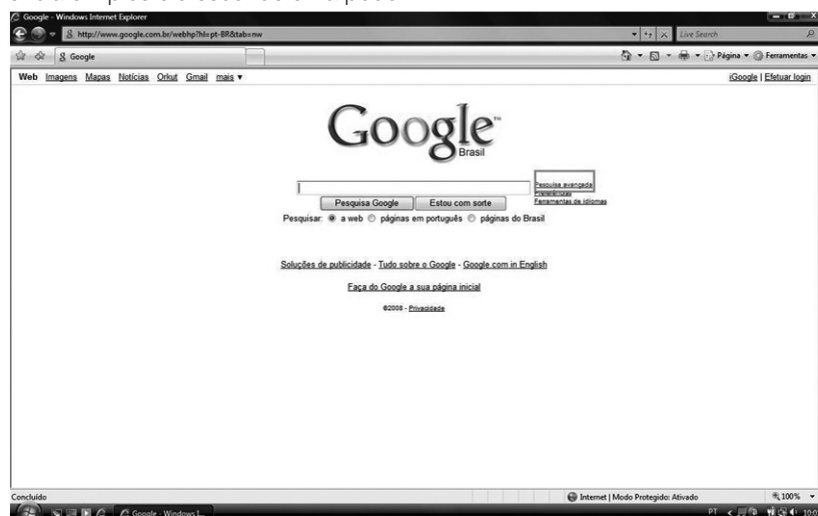 Google - Windows Internet Explorer
http://www.google.com.br/webhp?hl=pt-BR&tab=nw
Live Search
Google
Página
Ferramentas
Web Imagens Mapas Notícias Orkut Gmail mais ▼
iGoogle | Efetuar login
Google™
Brasil
Pesquisa avançada
Preferências
Ferramentas de idiomas
Pesquisa Google
Estou com sorte
Pesquisar: a web páginas em português páginas do Brasil
Soluções de publicidade - Tudo sobre o Google - Google.com in English
Faça do Google a sua página inicial
©2008 - Privacidade
Concluído
Internet | Modo Protegido: Ativado
100%
Google - Windows I...
PT